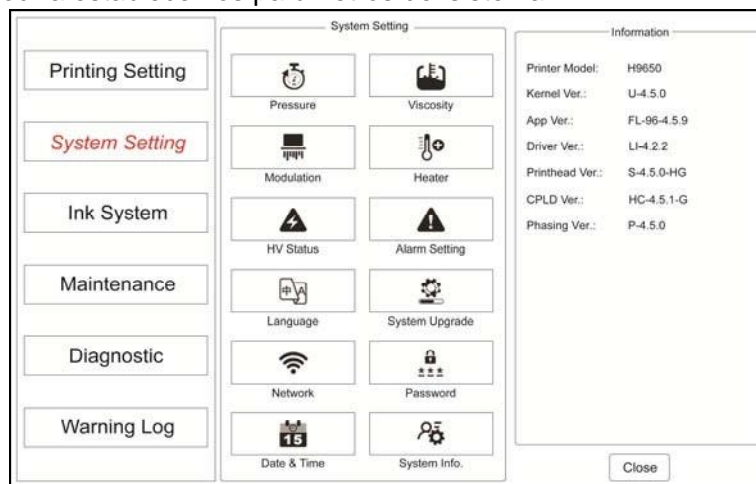 System Setting
Information
Printing Setting
System Setting
Ink System
Maintenance
Diagnostic
Warning Log
Pressure
Viscosity
Modulation
Heater
HV Status
Alarm Setting
中 A
Language
System Upgrade
Network
***
Password
15
Date & Time
System Info.
Printer Model: H9650
Kernel Ver.: U-4.5.0
App Ver.: FL-96-4.5.9
Driver Ver.: LI-4.2.2
Printhead Ver.: S-4.5.0-HG
CPLD Ver.: HC-4.5.1-G
Phasing Ver.: P-4.5.0
Close